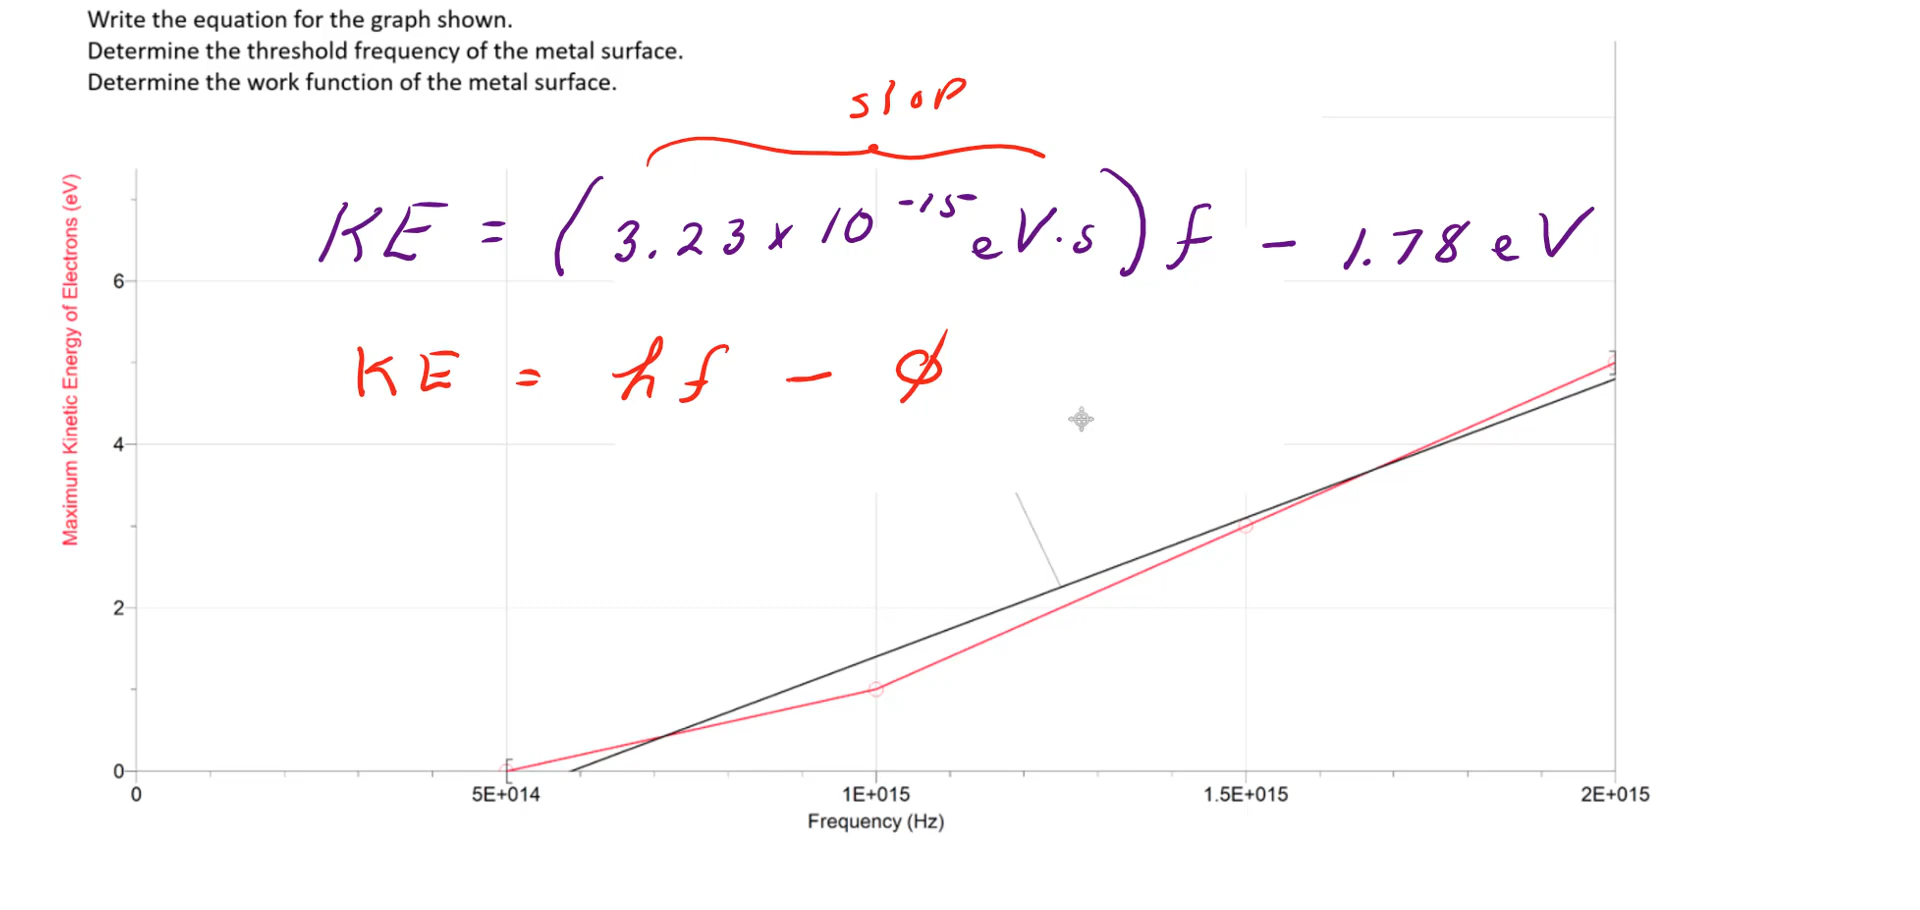 Write the equation for the graph shown.
Determine the threshold frequency of the metal surface.
Determine the work function of the metal surface.
slop
KE = (3.23 x 10⁻¹⁵ eV·s) f - 1.78 eV
KE = hf - ϕ
Maximum Kinetic Energy of Electrons (eV)
6
4
2
0
0 5E+014 1E+015 1.5E+015 2E+015
Frequency (Hz)